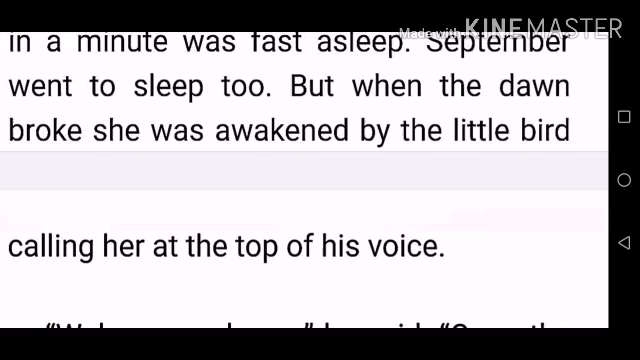 Made with KINEMASTER
in a minute was fast asleep. September
went to sleep too. But when the dawn
broke she was awakened by the little bird
calling her at the top of his voice.